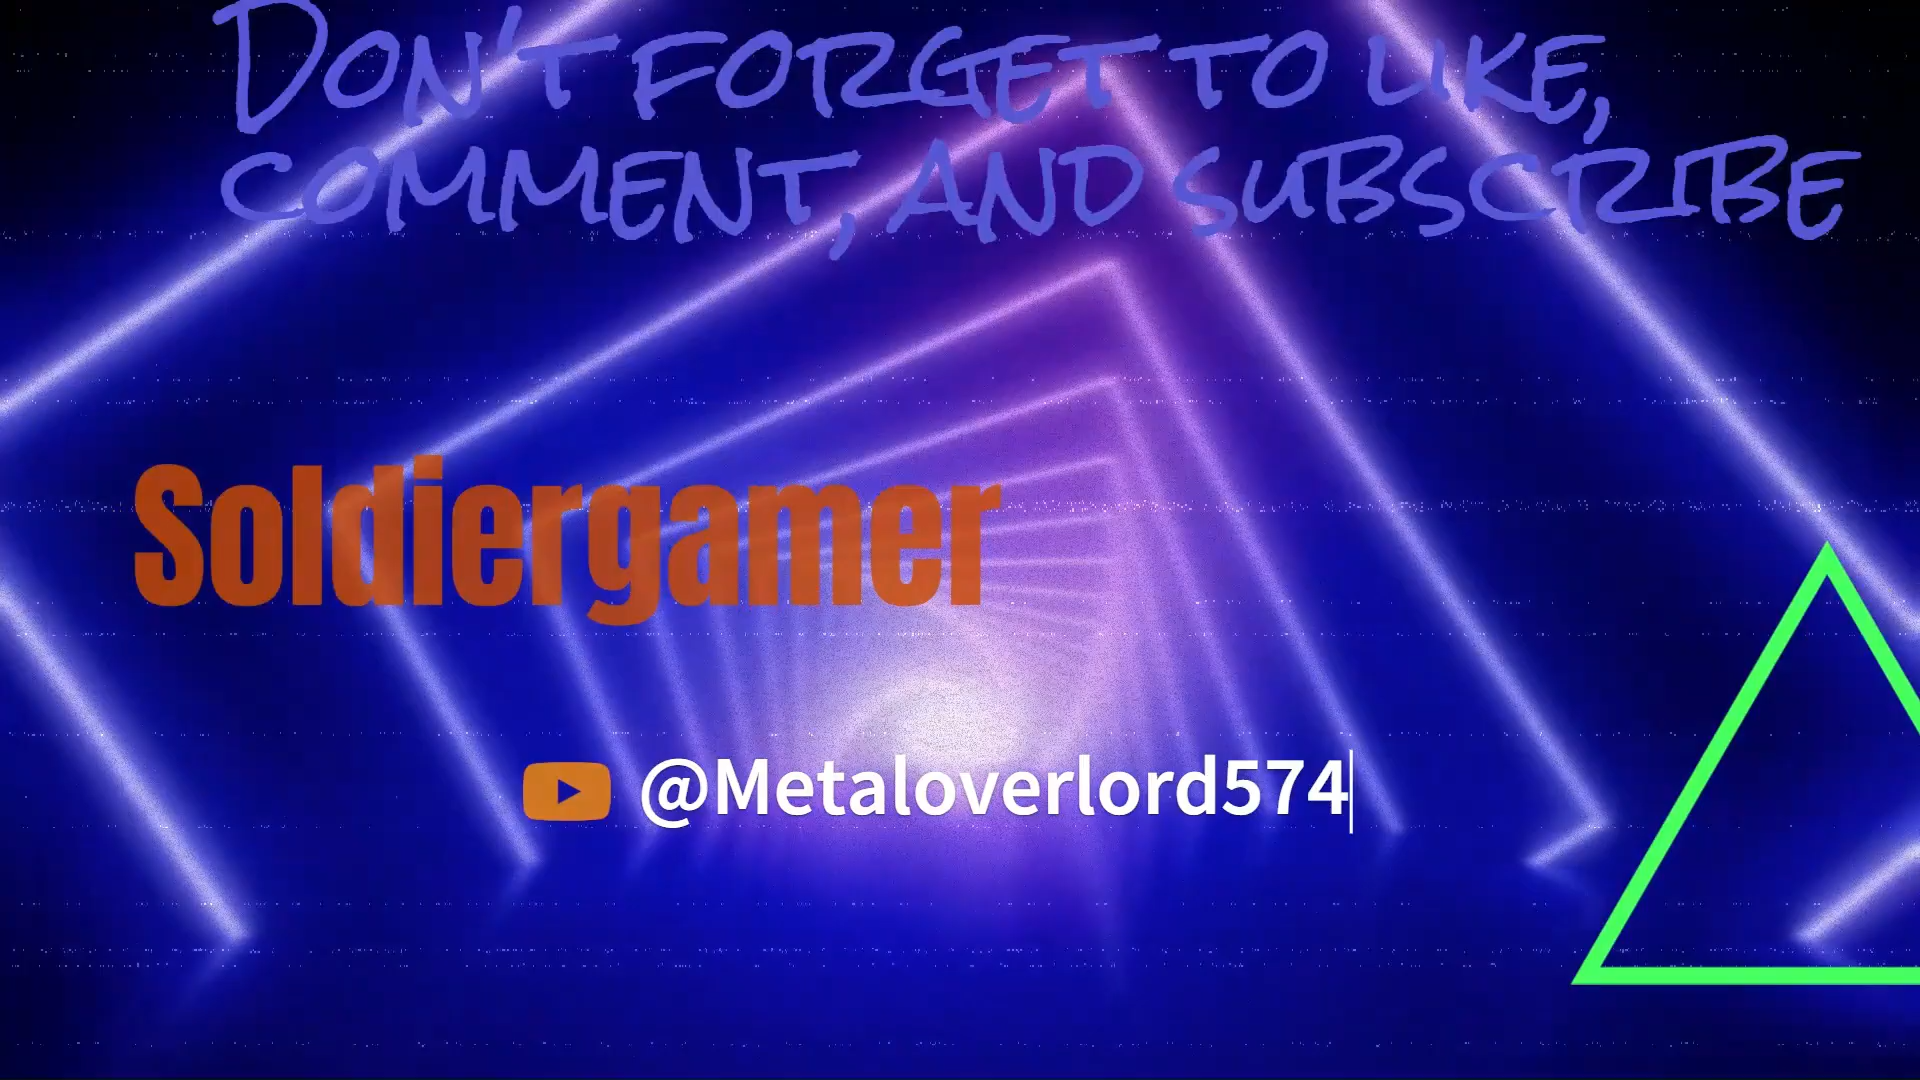 Don't forget to like,
comment, and subscribe
Soldiergamer
@Metaloverlord574